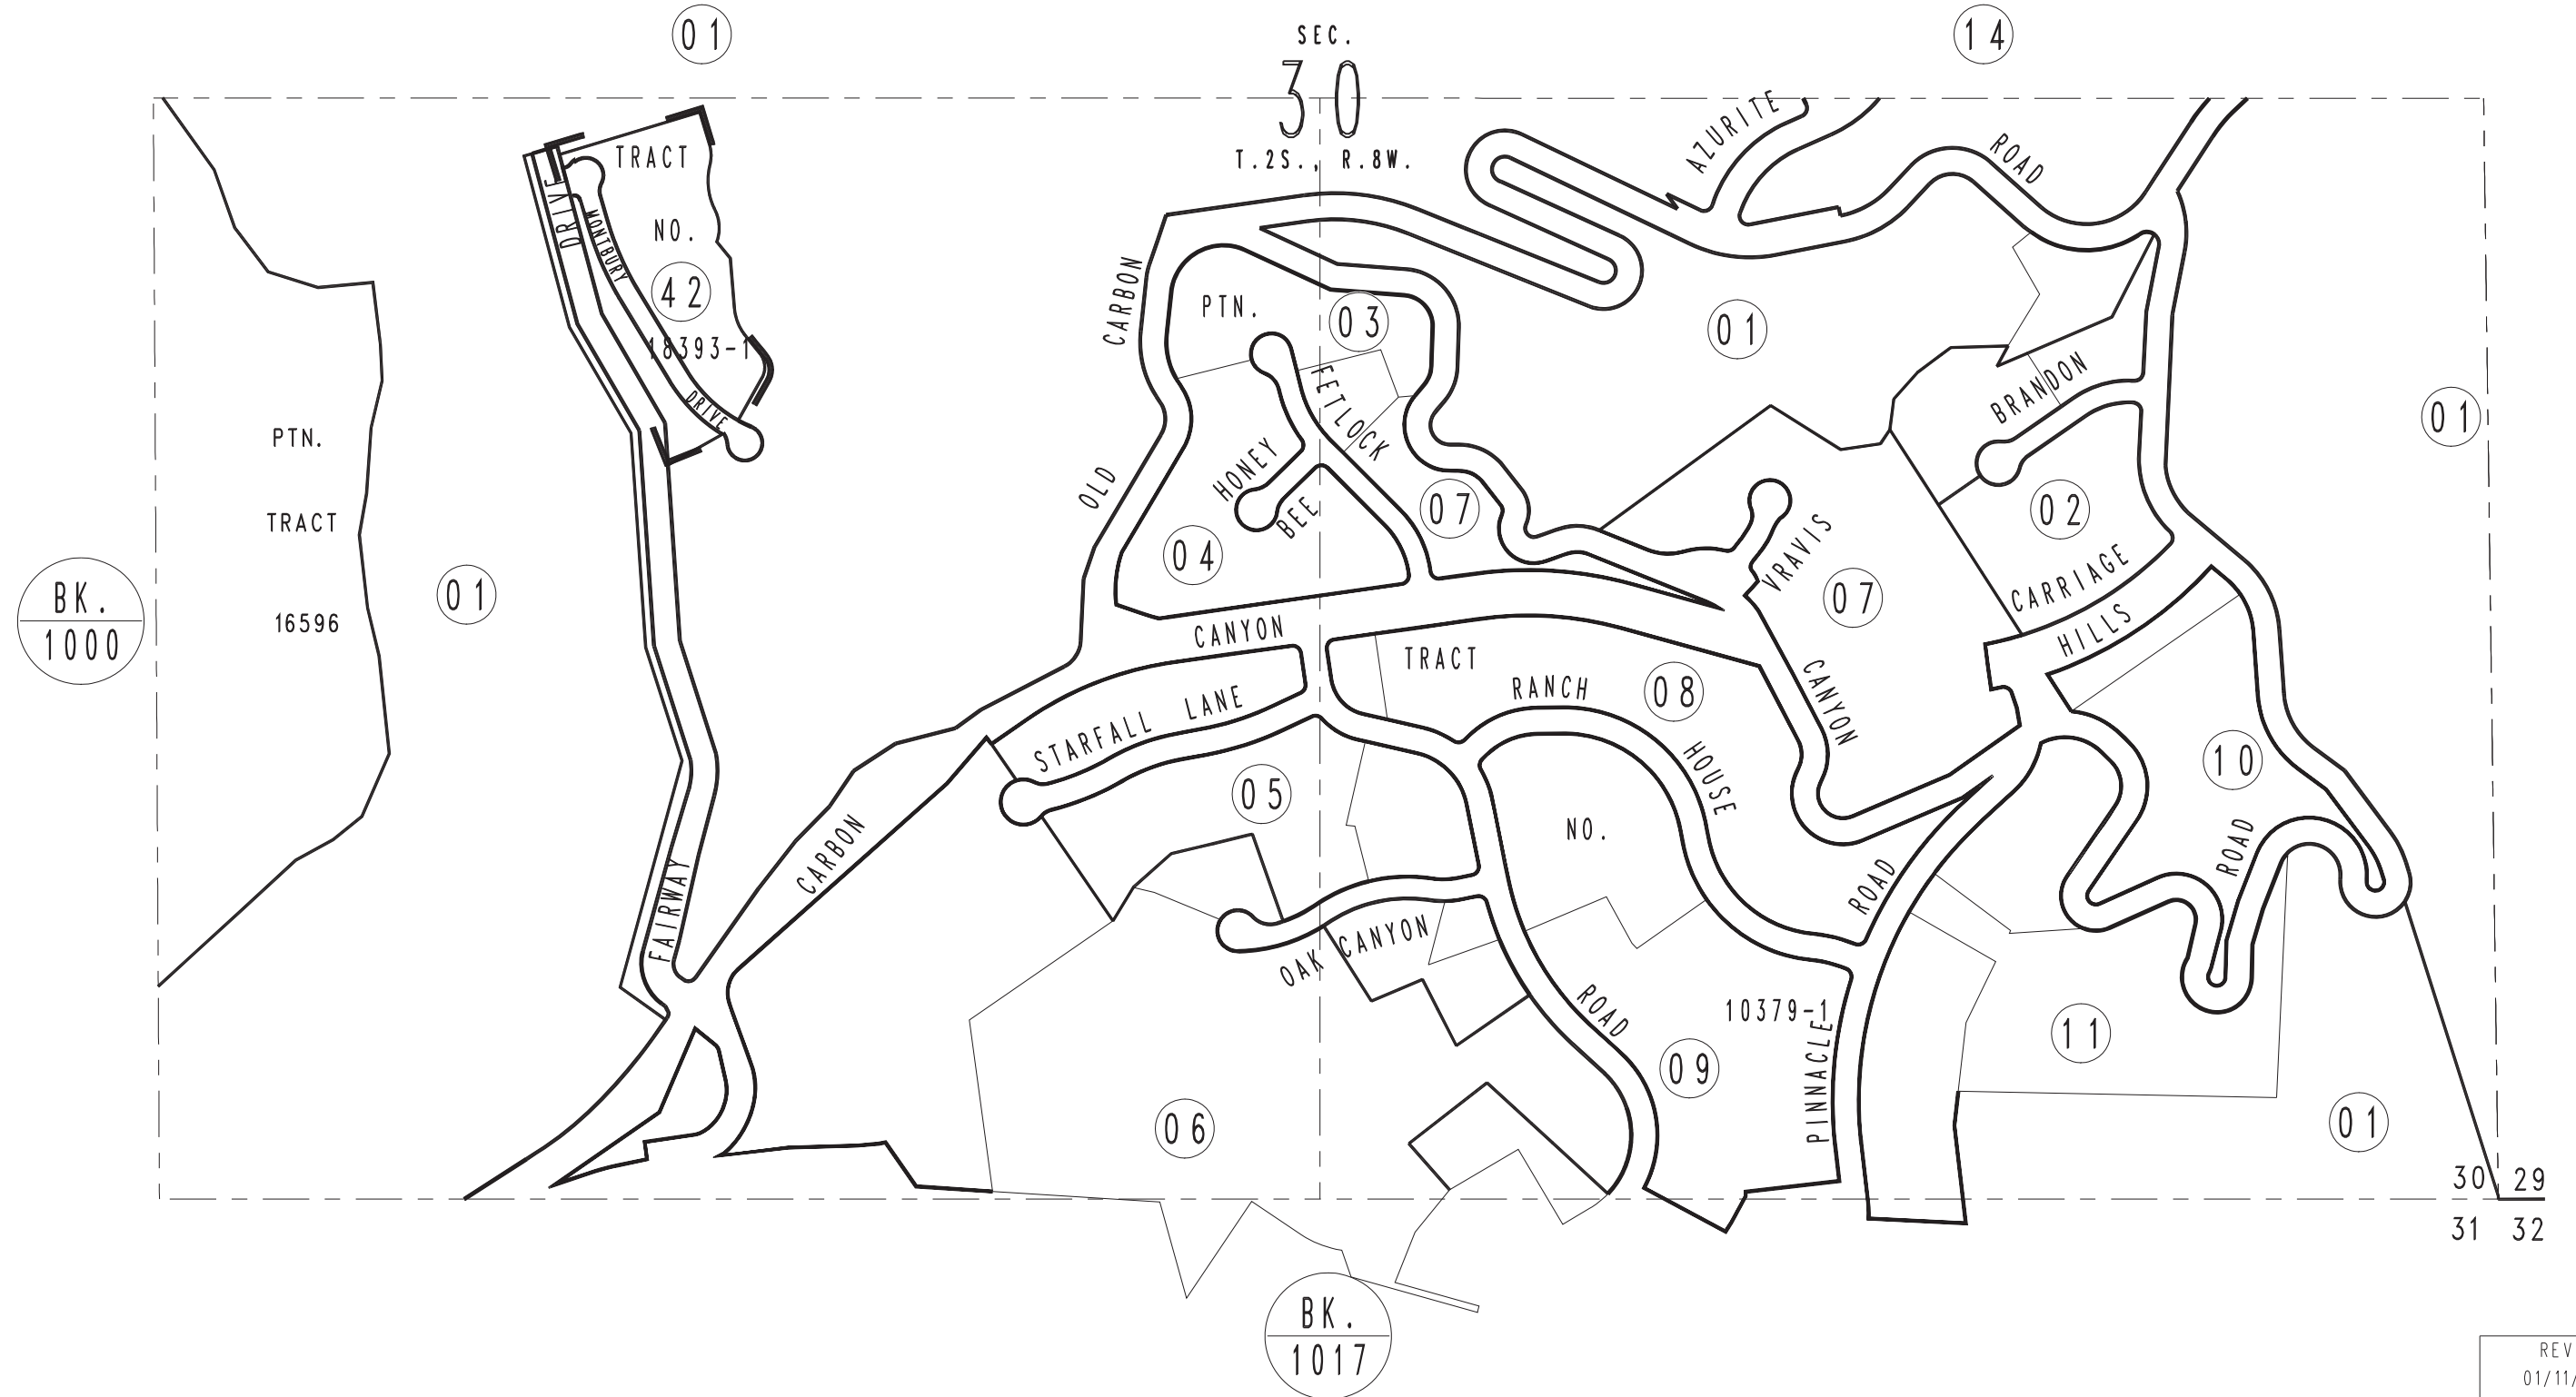 01
SEC.
14
30
T.2S., R.8W.
AZURITE
ROAD
TRACT
DRIVE
MONTBURY
NO.
42
18393-1
DRIVE
CARBON
PTN.
03
01
FETLOCK
BRANDON
01
PTN.
OLD
HONEY
BEE
07
02
TRACT
04
VRAVIS
CARRIAGE
BK.
1000
16596
01
CANYON
07
HILLS
TRACT
RANCH
08
CANYON
STARFALL LANE
HOUSE
10
05
CARBON
NO.
ROAD
ROAD
FAIRWAY
OAK CANYON
ROAD
10379-1
PINNACLE
11
09
06
01
30 29
31 32
BK.
1017
REV
01/11/